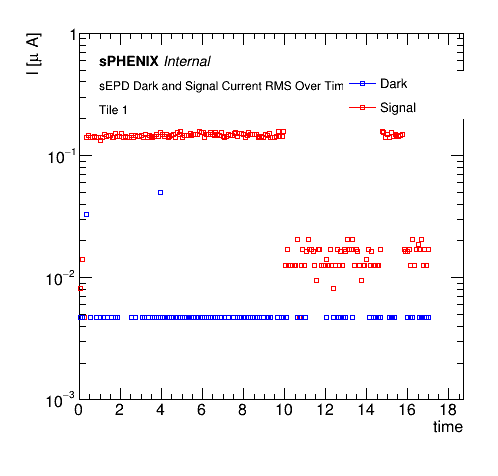 I [μ A]
sPHENIX Internal
sEPD Dark and Signal Current RMS Over Tim
Tile 1
Dark
Signal
1
10⁻¹
10⁻²
10⁻³
0 2 4 6 8 10 12 14 16 18
time